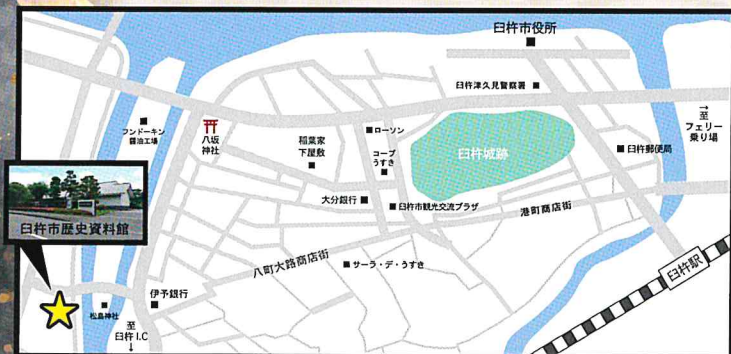 臼杵市役所
臼杵津久見警察署
→
至
フェリー
乗り場
フンドーキン
醤油工場
八坂
神社
稲葉家
下屋敷
ローソン
コープ
うすき
臼杵城跡
臼杵郵便局
大分銀行
臼杵市観光交流プラザ
港町商店街
臼杵市歴史資料館
八町大路商店街
サーラ・デ・うすき
臼杵駅
伊予銀行
松島神社
至
臼杵 I.C
↓